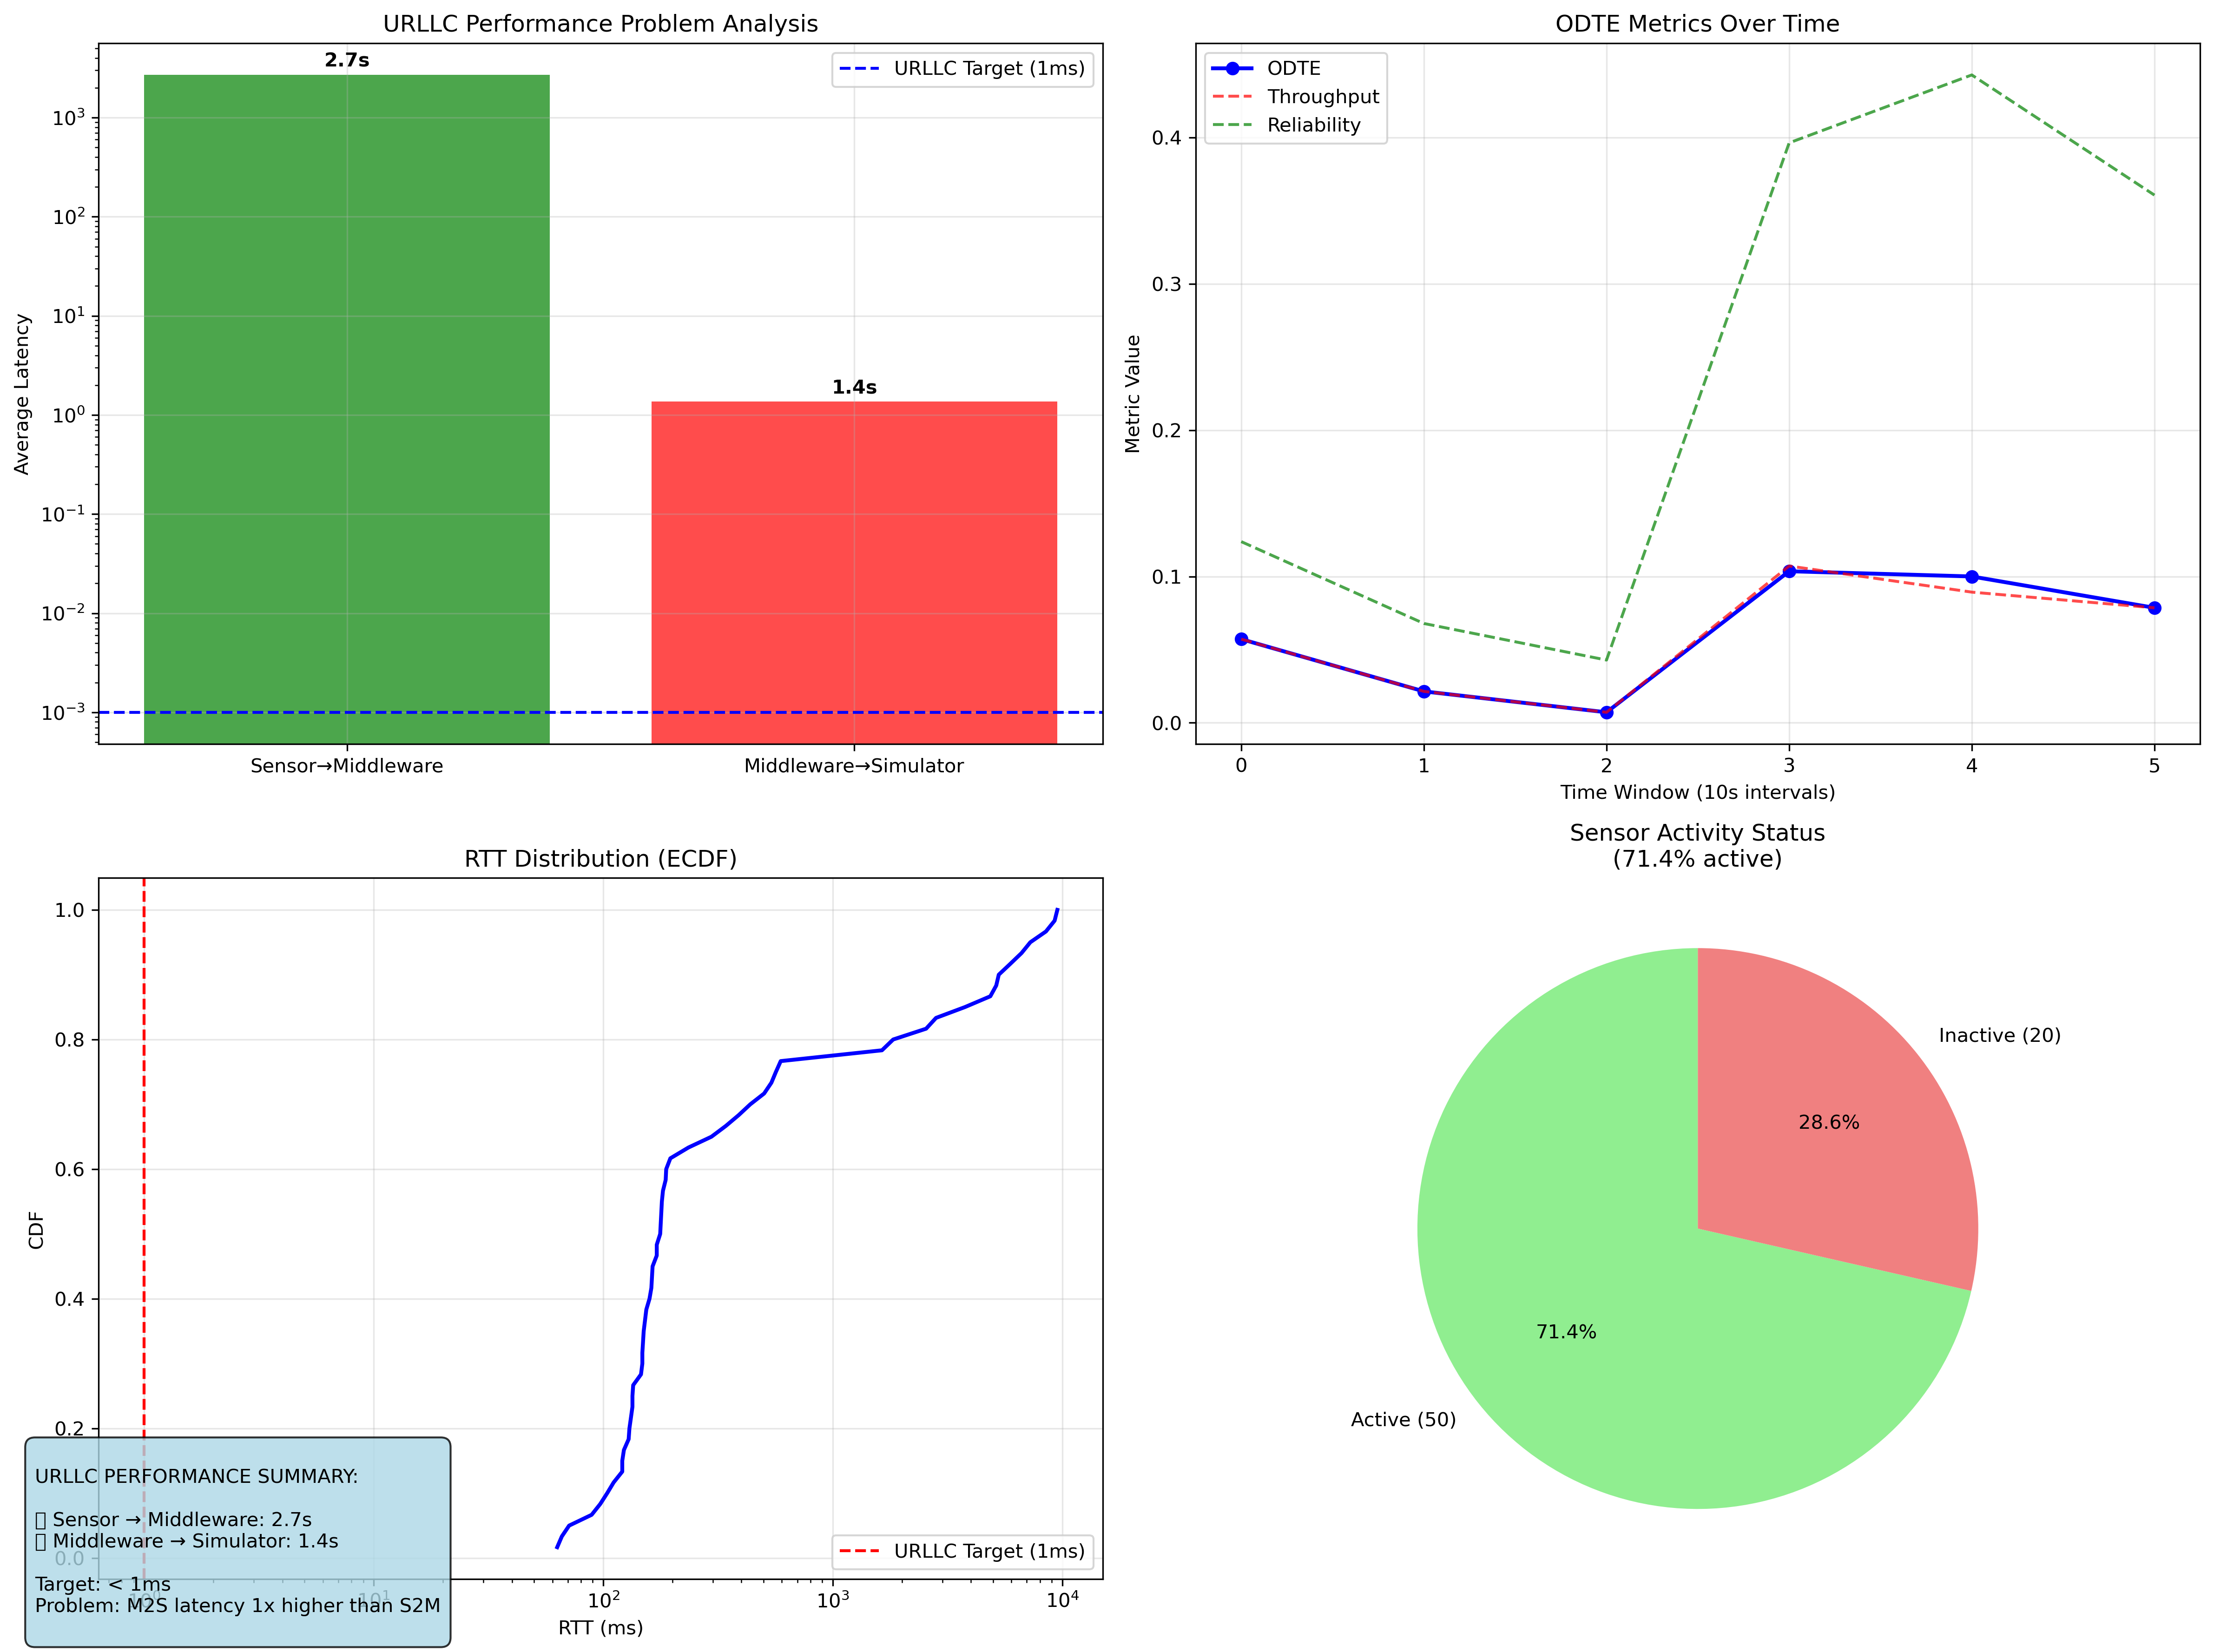 URLLC Performance Problem Analysis
2.7s
1.4s
URLLC Target (1ms)
Average Latency
10³
10²
10¹
10⁰
10⁻¹
10⁻²
10⁻³
Sensor→Middleware
Middleware→Simulator
ODTE Metrics Over Time
ODTE
Throughput
Reliability
Metric Value
0.4
0.3
0.2
0.1
0.0
0 1 2 3 4 5
Time Window (10s intervals)
RTT Distribution (ECDF)
CDF
1.0
0.8
0.6
0.4
0.2
0.0
10⁰ 10¹ 10² 10³ 10⁴
RTT (ms)
URLLC Target (1ms)
URLLC PERFORMANCE SUMMARY:
Sensor → Middleware: 2.7s
Middleware → Simulator: 1.4s
Target: < 1ms
Problem: M2S latency 1x higher than S2M
Sensor Activity Status
(71.4% active)
Inactive (20)
28.6%
71.4%
Active (50)